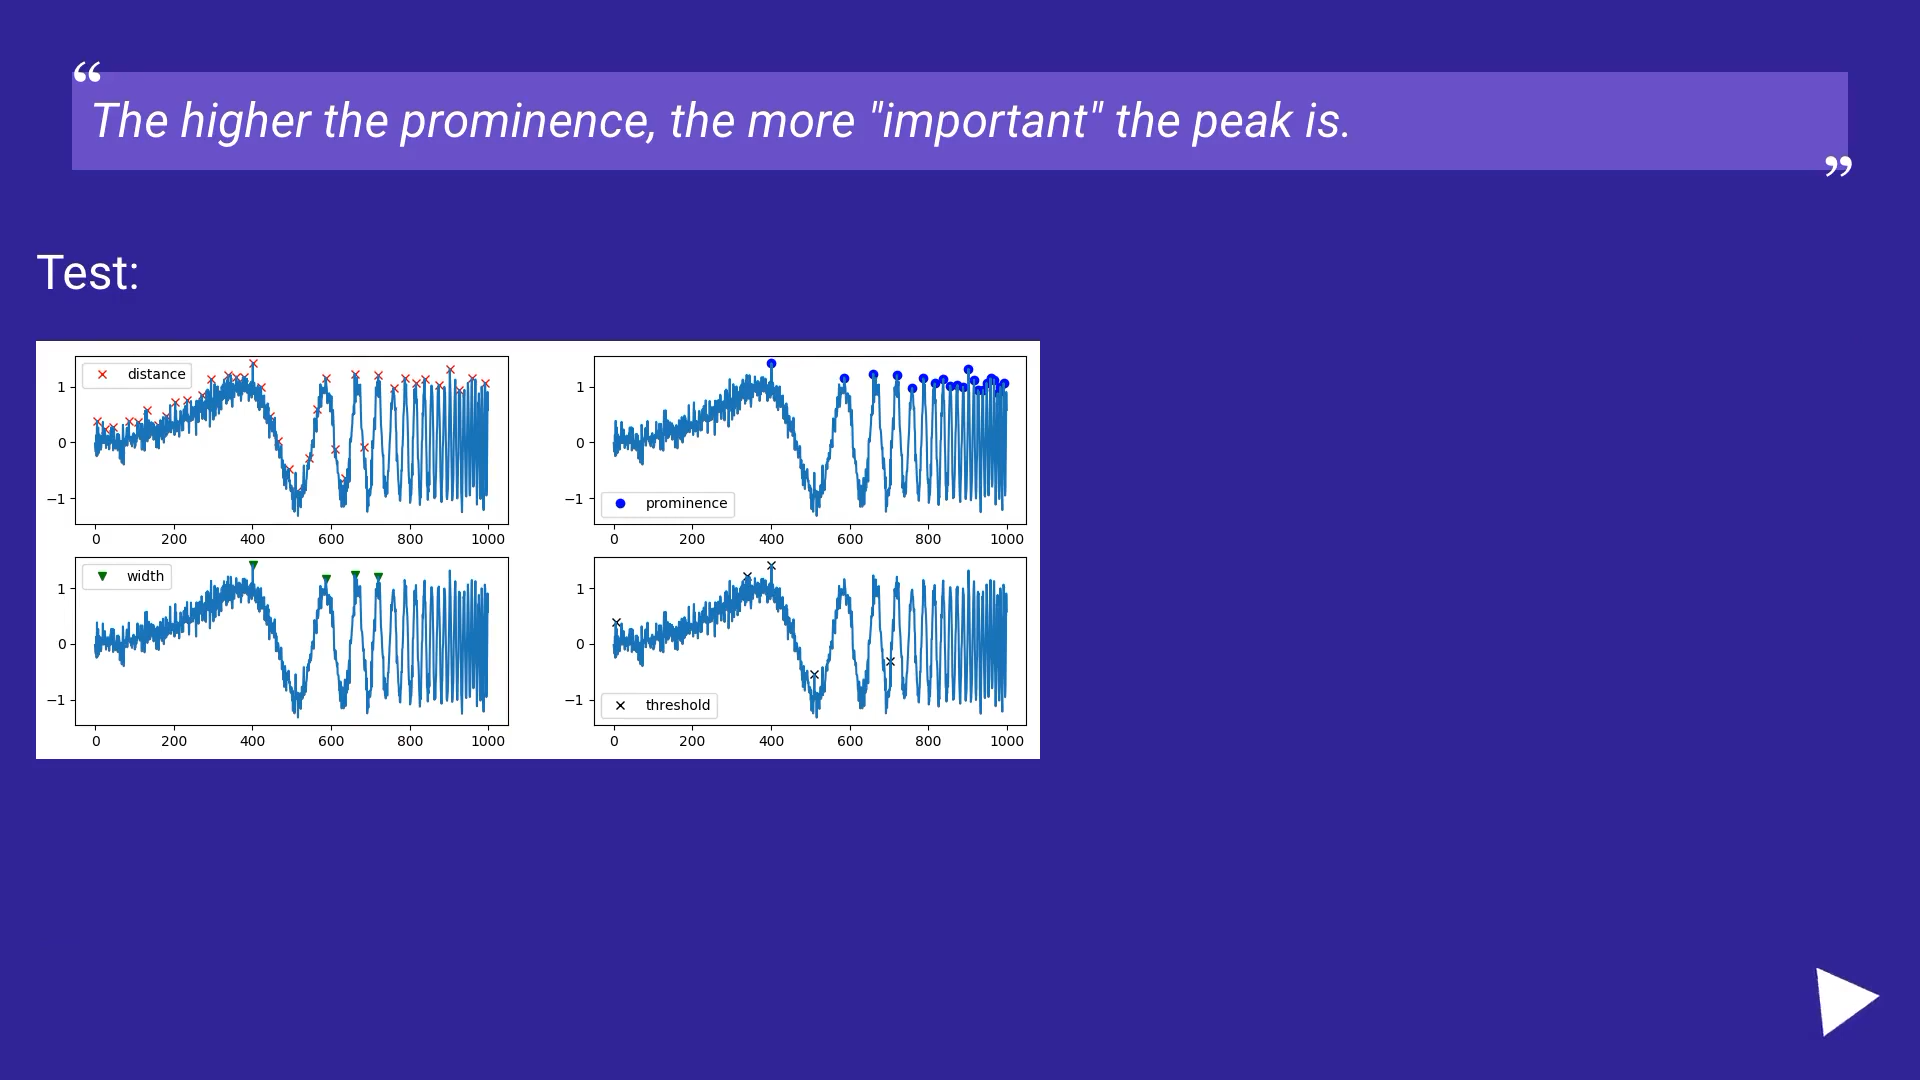 “
The higher the prominence, the more "important" the peak is.
”
Test:
distance
1
0
−1
0 200 400 600 800 1000
prominence
1
0
−1
0 200 400 600 800 1000
width
1
0
−1
0 200 400 600 800 1000
threshold
1
0
−1
0 200 400 600 800 1000